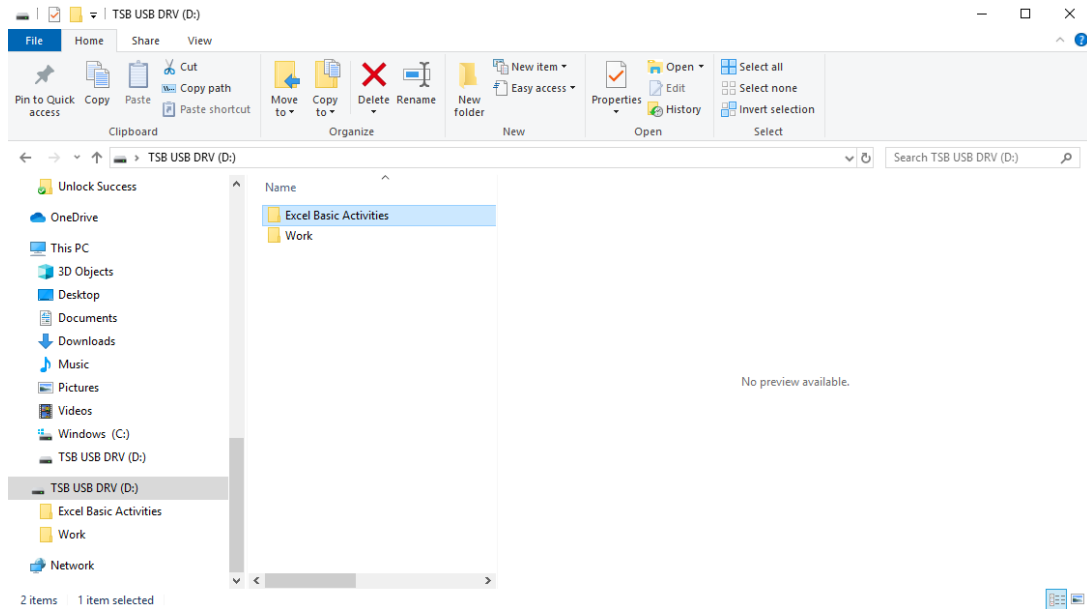 TSB USB DRV (D:)
File Home Share View
Pin to Quick access
Copy
Paste
Cut
Copy path
Paste shortcut
Clipboard
Move to
Copy to
Delete
Rename
Organize
New folder
New item
Easy access
New
Properties
Open
Edit
History
Open
Select all
Select none
Invert selection
Select
TSB USB DRV (D:)
Search TSB USB DRV (D:)
Unlock Success
OneDrive
This PC
3D Objects
Desktop
Documents
Downloads
Music
Pictures
Videos
Windows (C:)
TSB USB DRV (D:)
TSB USB DRV (D:)
Excel Basic Activities
Work
Network
Name
Excel Basic Activities
Work
No preview available.
2 items 1 item selected